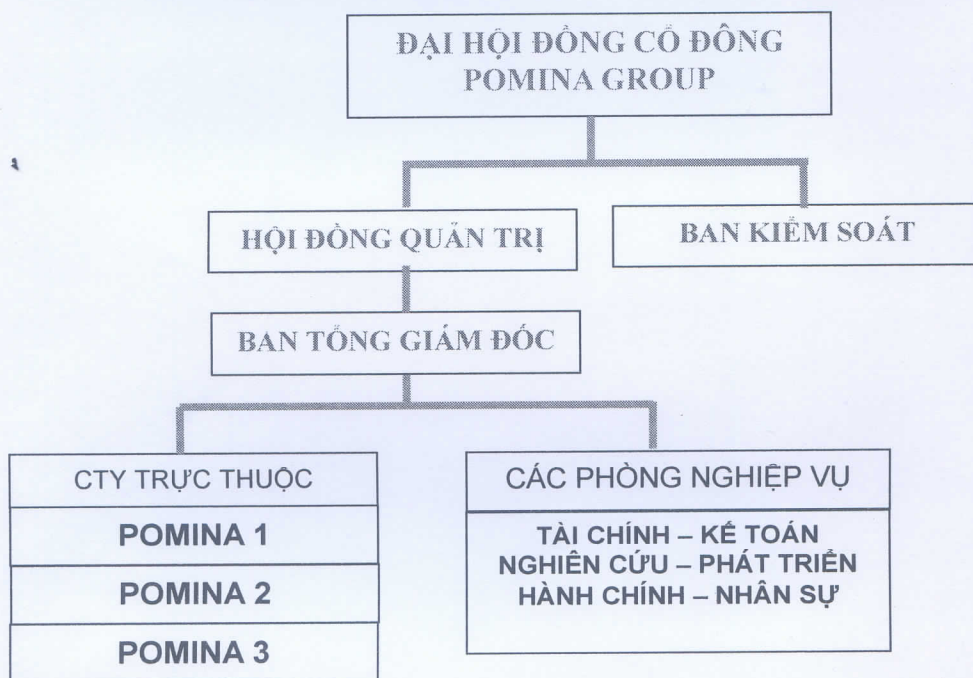 ĐẠI HỘI ĐỒNG CỔ ĐÔNG
POMINA GROUP
HỘI ĐỒNG QUẢN TRỊ
BAN KIỂM SOÁT
BAN TỔNG GIÁM ĐỐC
CTY TRỰC THUỘC
POMINA 1
POMINA 2
POMINA 3
CÁC PHÒNG NGHIỆP VỤ
TÀI CHÍNH – KẾ TOÁN
NGHIÊN CỨU – PHÁT TRIỂN
HÀNH CHÍNH – NHÂN SỰ